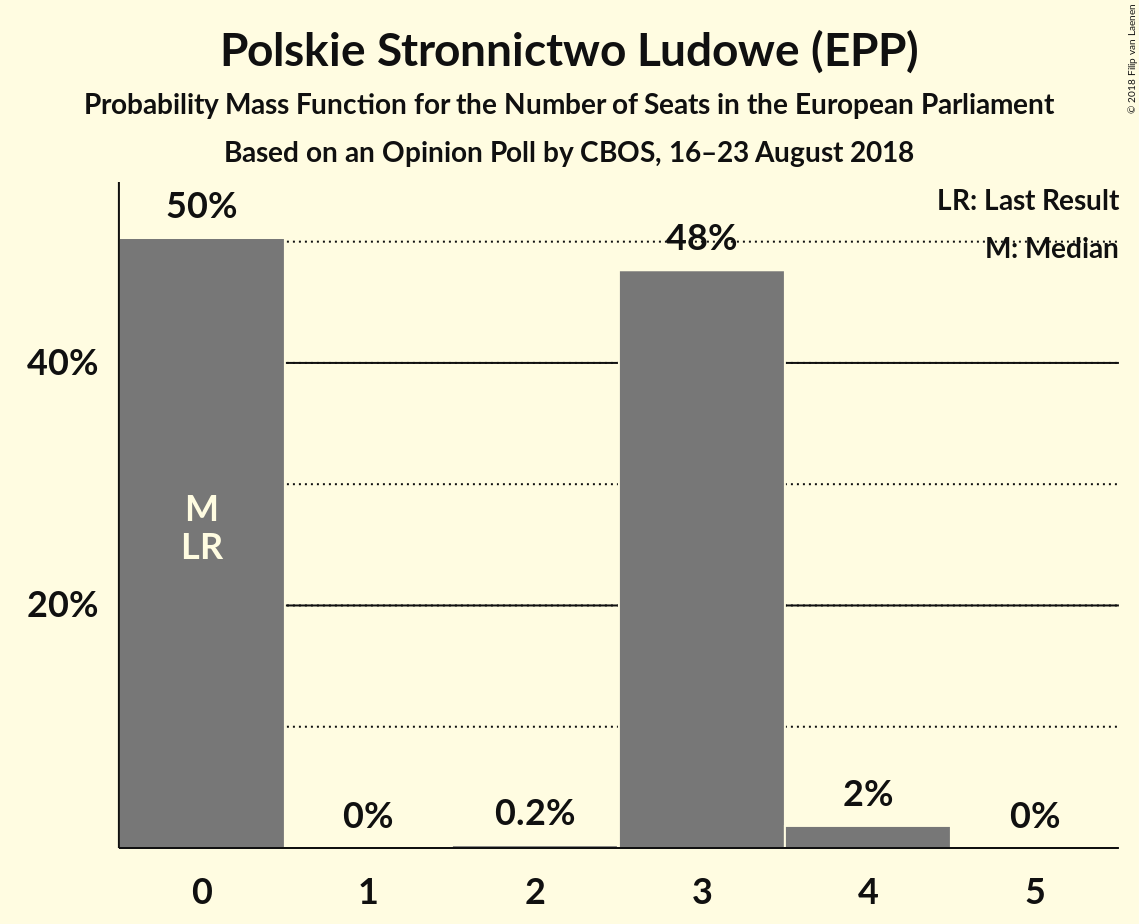 Polskie Stronnictwo Ludowe (EPP)
Probability Mass Function for the Number of Seats in the European Parliament
Based on an Opinion Poll by CBOS, 16–23 August 2018
© 2018 Filip van Laenen
LR: Last Result
M: Median
50%
48%
40%
M
LR
20%
0%
0.2%
2%
0%
0
1
2
3
4
5